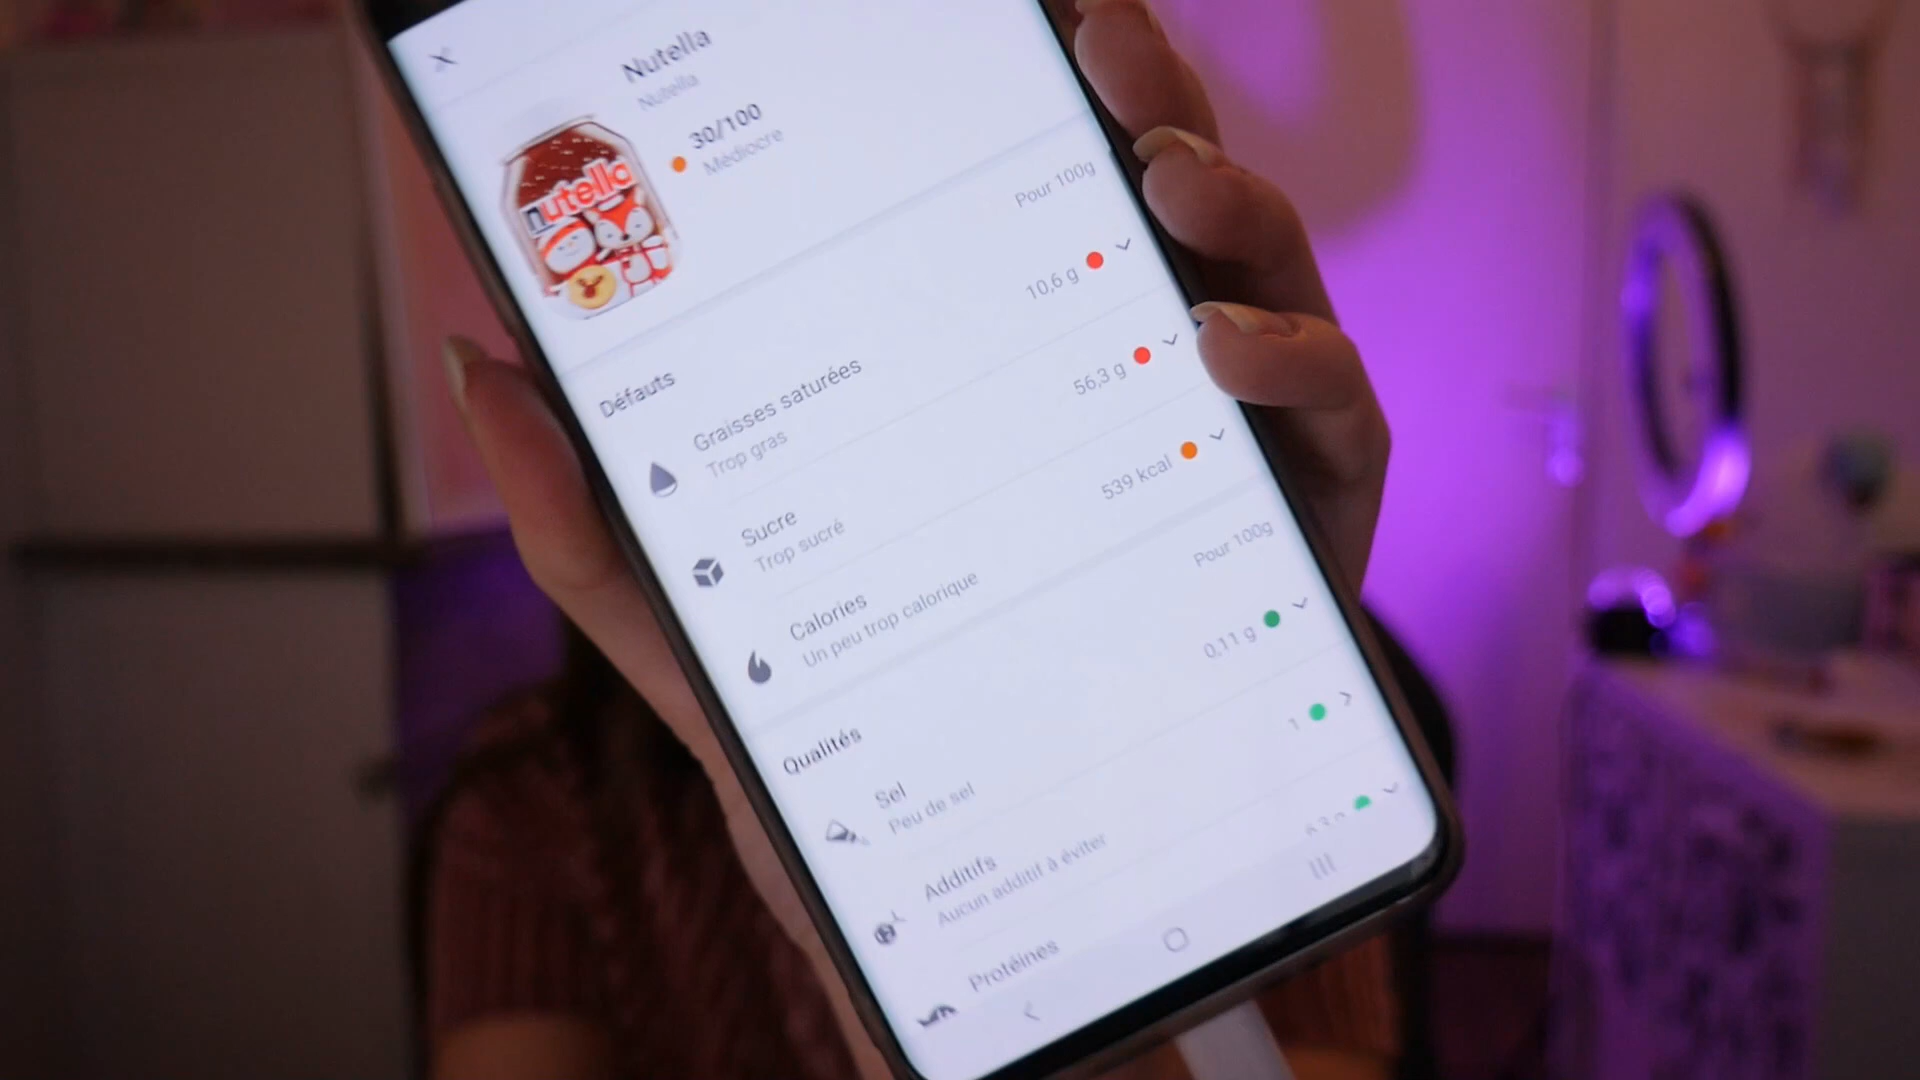 Nutella
Nutella
30/100
Médiocre
nutella
Défauts
Pour 100g
Graisses saturées
10,6 g
Trop gras
Sucre
56,3 g
Trop sucré
Calories
539 kcal
Un peu trop calorique
Qualités
Pour 100g
Sel
0,11 g
Peu de sel
Additifs
1
Aucun additif à éviter
Protéines